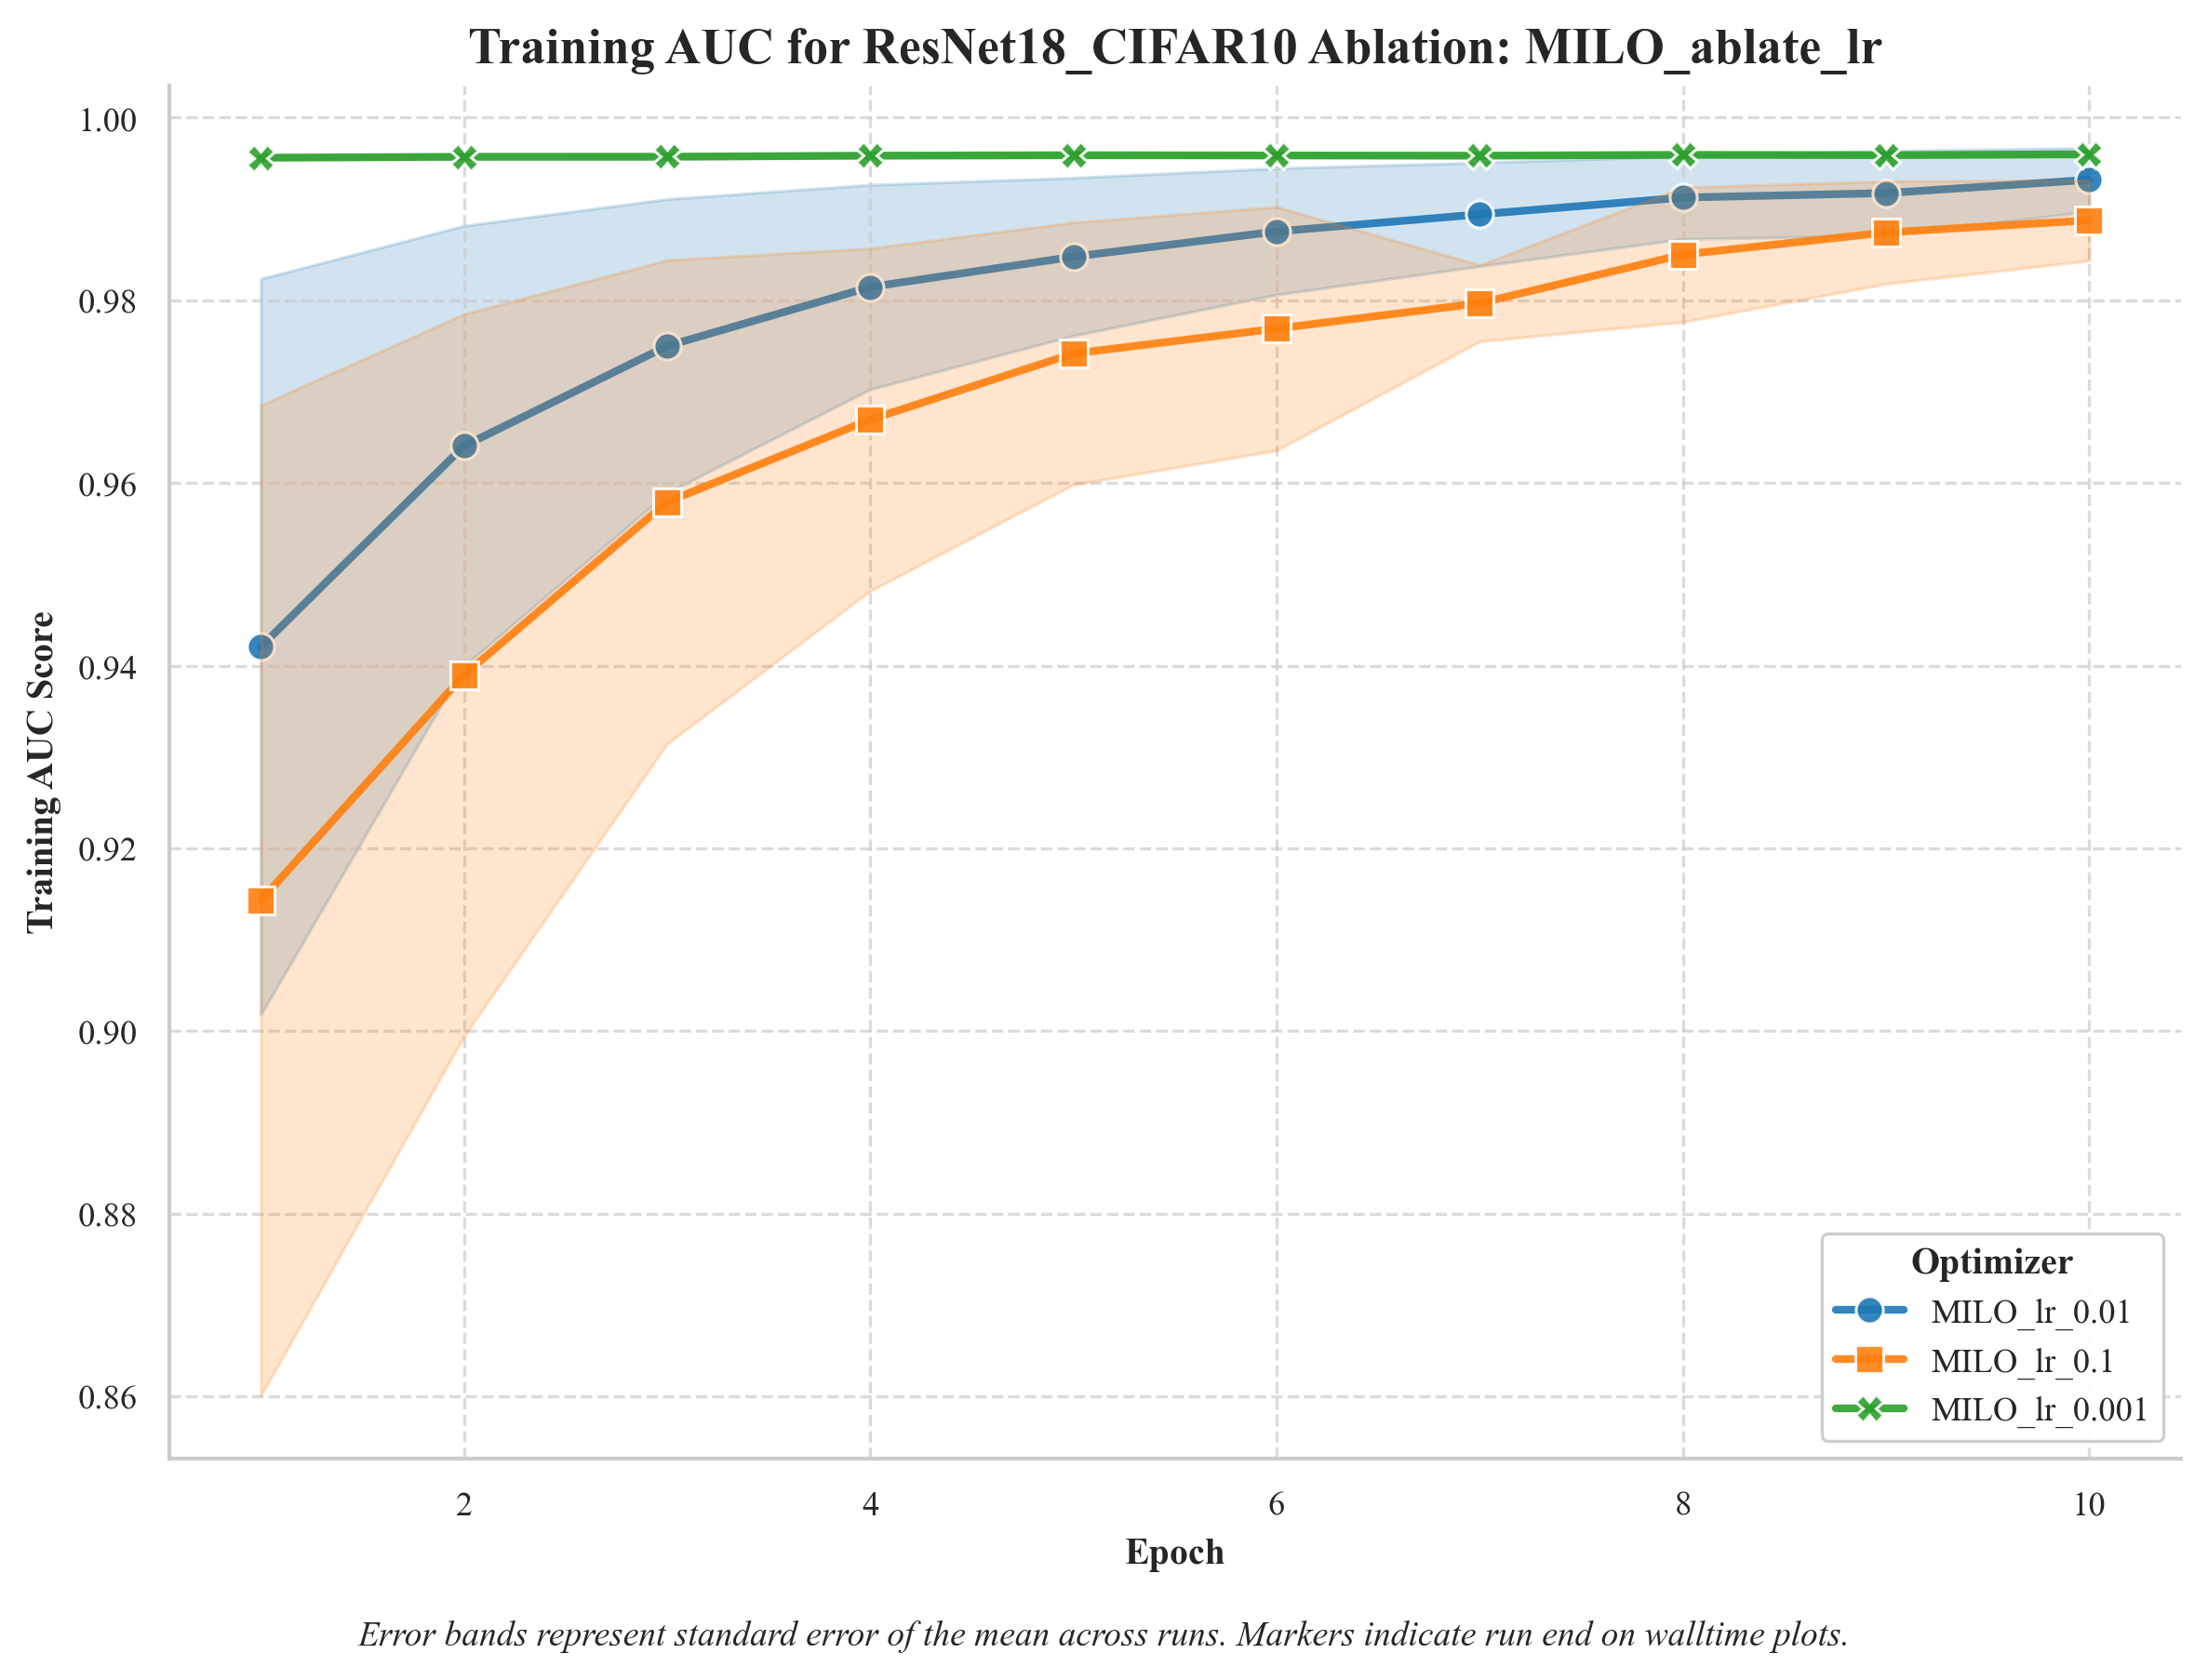 Training AUC for ResNet18_CIFAR10 Ablation: MILO_ablate_lr
Training AUC Score
1.00
0.98
0.96
0.94
0.92
0.90
0.88
0.86
2
4
6
8
10
Epoch
Optimizer
MILO_lr_0.01
MILO_lr_0.1
MILO_lr_0.001
Error bands represent standard error of the mean across runs. Markers indicate run end on walltime plots.